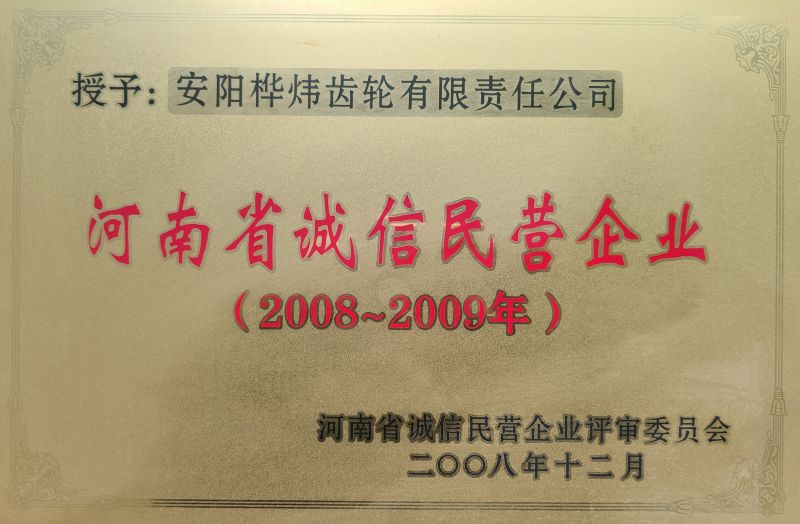 授予：安阳桦炜齿轮有限责任公司
河南省诚信民营企业
（2008~2009年）
河南省诚信民营企业评审委员会
二〇〇八年十二月